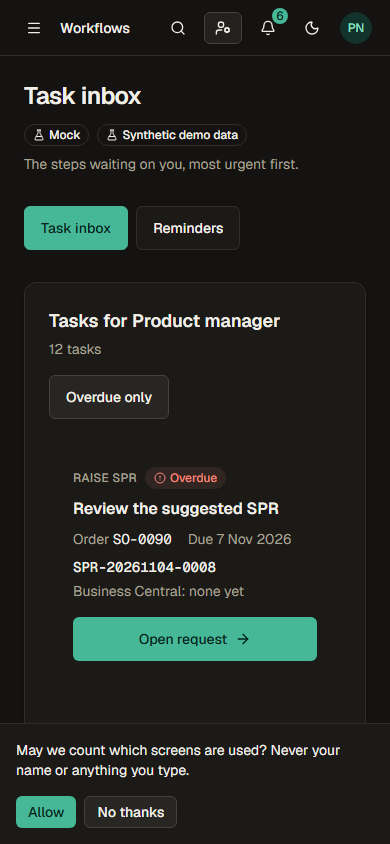 Workflows
6
PN
Task inbox
Mock
Synthetic demo data
The steps waiting on you, most urgent first.
Task inbox
Reminders
Tasks for Product manager
12 tasks
Overdue only
RAISE SPR
Overdue
Review the suggested SPR
Order SO-0090 Due 7 Nov 2026
SPR-20261104-0008
Business Central: none yet
Open request
May we count which screens are used? Never your
name or anything you type.
Allow
No thanks